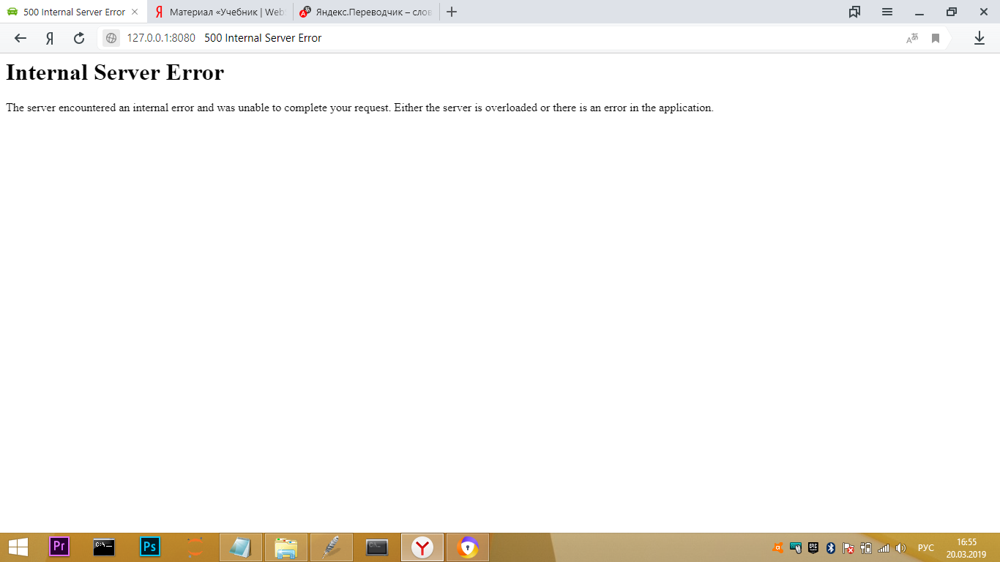 500 Internal Server Error
Материал «Учебник | Web
Яндекс.Переводчик – слов
127.0.0.1:8080 500 Internal Server Error
Internal Server Error
The server encountered an internal error and was unable to complete your request. Either the server is overloaded or there is an error in the application.
Pr
C:\
Ps
РУС
16:55
20.03.2019